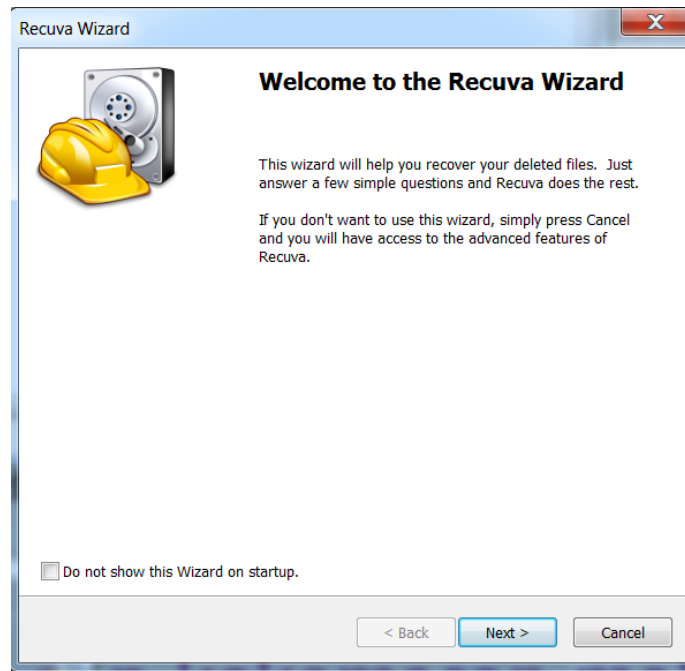 Recuva Wizard
Welcome to the Recuva Wizard
This wizard will help you recover your deleted files. Just
answer a few simple questions and Recuva does the rest.
If you don't want to use this wizard, simply press Cancel
and you will have access to the advanced features of
Recuva.
Do not show this Wizard on startup.
< Back Next > Cancel